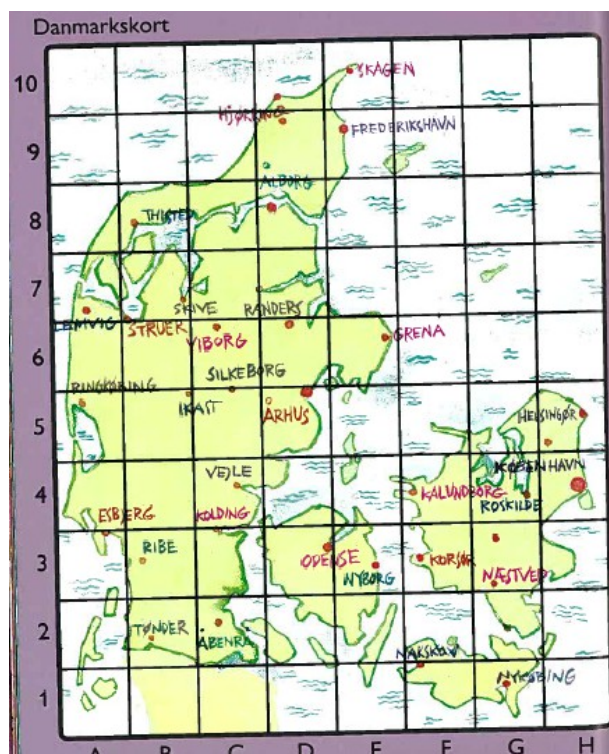 Danmarkskort
10
SKAGEN
HJØRRING
FREDERIKSHAVN
9
ALBORG
8
THISTED
7
SKIVE
RANDERS
LEMVIG
STRUER
VIBORG
GRENA
6
SILKEBORG
RINGKØBING
IKAST
ÅRHUS
HELSINGØR
5
KØBENHAVN
VEJLE
4
KALUNDBORG
ROSKILDE
ESBJERG
KOLDING
RIBE
3
ODENSE
NYBORG
KORSØR
NÆSTVED
TØNDER
ÅBENRÅ
2
NAKSKOV
NYKØBING
1
A B C D E F G H